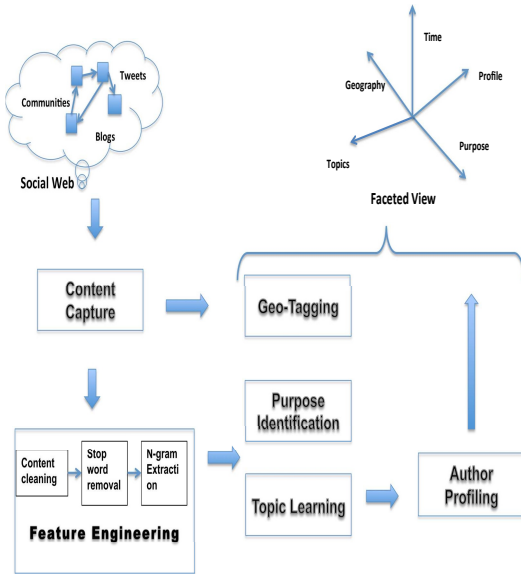 Tweets
Communities
Blogs
Social Web
Time
Geography
Profile
Topics
Purpose
Faceted View
Content
Capture
Geo-Tagging
Purpose
Identification
Content
cleaning
Stop
word
removal
N-gram
Extracti
on
Feature Engineering
Topic Learning
Author
Profiling